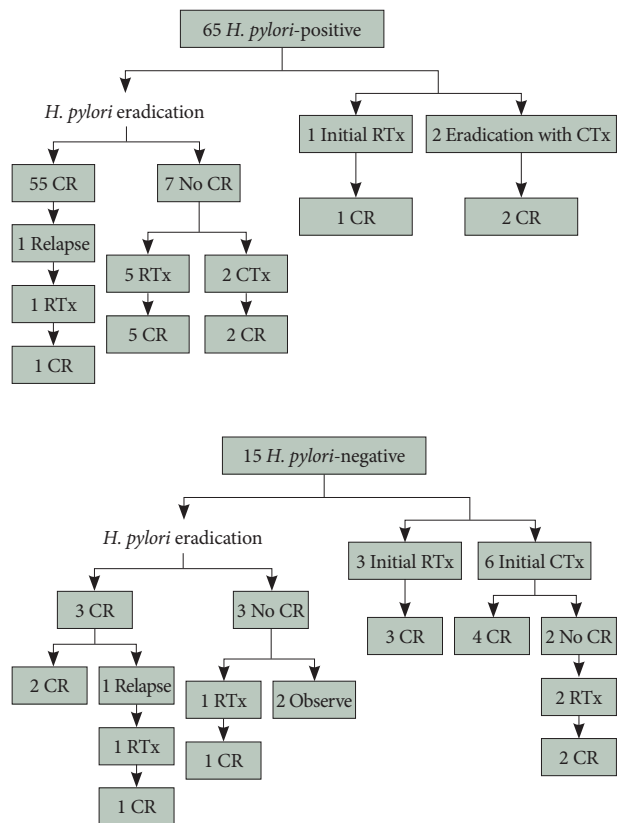 65 H. pylori-positive
H. pylori eradication
1 Initial RTx
2 Eradication with CTx
55 CR
7 No CR
1 CR
2 CR
1 Relapse
5 RTx
2 CTx
1 RTx
5 CR
2 CR
1 CR
15 H. pylori-negative
H. pylori eradication
3 Initial RTx
6 Initial CTx
3 CR
3 No CR
3 CR
4 CR
2 No CR
2 CR
1 Relapse
1 RTx
2 Observe
2 RTx
1 RTx
1 CR
2 CR
1 CR